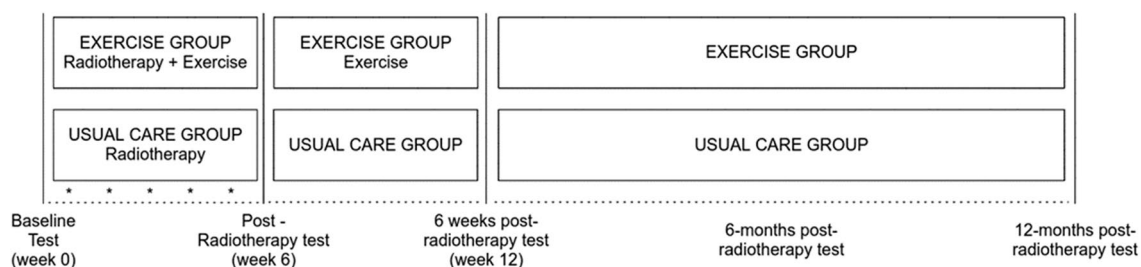 EXERCISE GROUP
Radiotherapy + Exercise
EXERCISE GROUP
Exercise
EXERCISE GROUP
USUAL CARE GROUP
Radiotherapy
USUAL CARE GROUP
USUAL CARE GROUP
* * * * *
Baseline
Test
(week 0)
Post -
Radiotherapy test
(week 6)
6 weeks post-
radiotherapy test
(week 12)
6-months post-
radiotherapy test
12-months post-
radiotherapy test